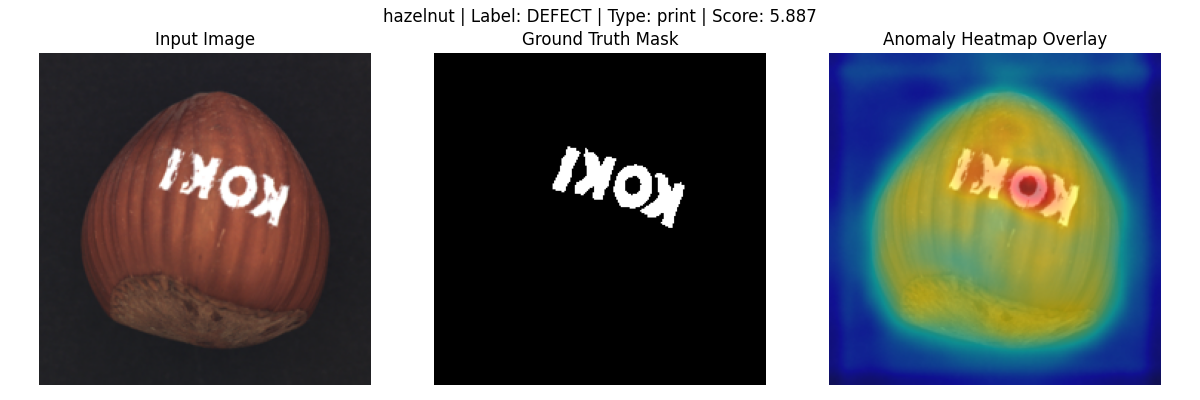 hazelnut | Label: DEFECT | Type: print | Score: 5.887
Input Image
Ground Truth Mask
Anomaly Heatmap Overlay
KOKI
KOKI
KOKI